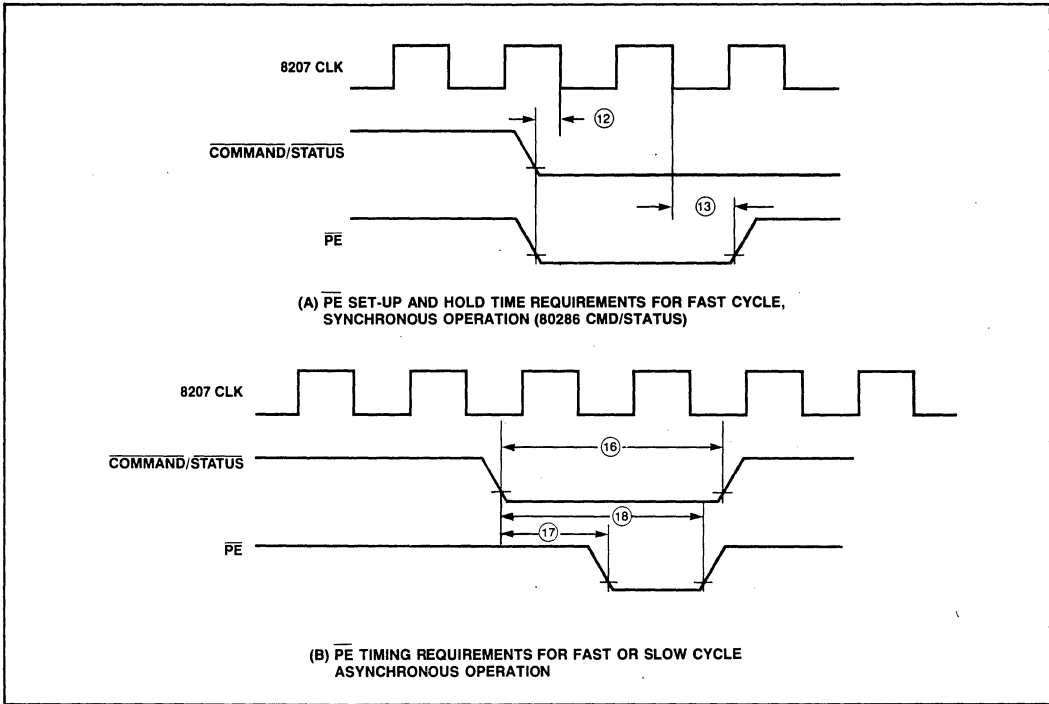 8207 CLK
⑫
COMMAND/STATUS
⑬
PE
(A) PE SET-UP AND HOLD TIME REQUIREMENTS FOR FAST CYCLE,
SYNCHRONOUS OPERATION (80286 CMD/STATUS)
8207 CLK
⑯
COMMAND/STATUS
⑱
⑰
PE
(B) PE TIMING REQUIREMENTS FOR FAST OR SLOW CYCLE
ASYNCHRONOUS OPERATION